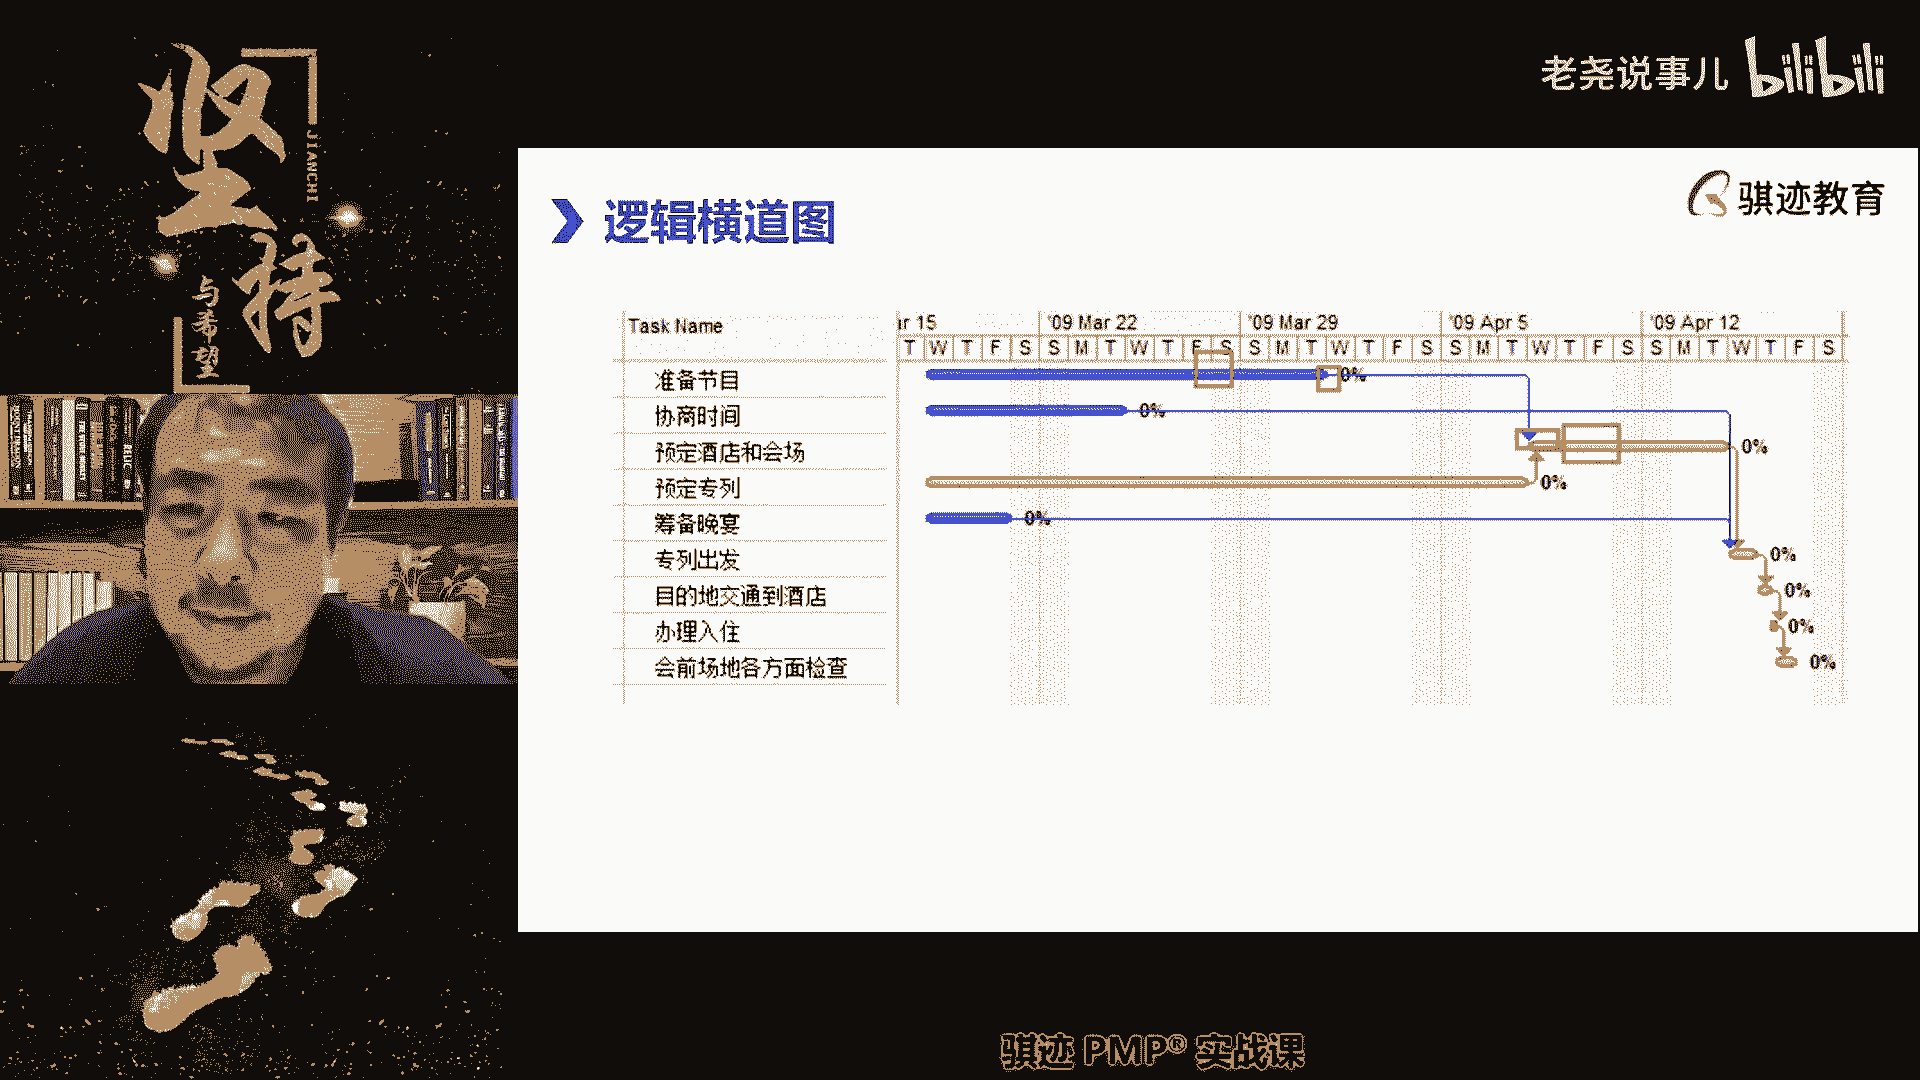 坚
JIANCHI
持
与希望
老尧说事儿 bilibili
骐迹教育
逻辑横道图
Task Name
ir 15 '09 Mar 22 '09 Mar 29 '09 Apr 5 '09 Apr 12
T W T F S S M T W T F S S M T W T F S S M T W T F S S M T W T F S
准备节目 0%
协商时间 0%
预定酒店和会场 0%
预定专列 0%
筹备晚宴 0%
专列出发 0%
目的地交通到酒店 0%
办理入住 0%
会前场地各方面检查 0%
骐迹 PMP® 实战课